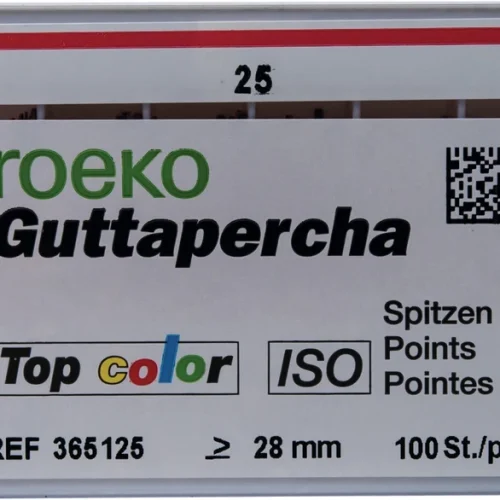 25
roeko
Guttapercha
Top color
ISO
Spitzen
Points
Pointes
REF 365125 ≥ 28 mm 100 St./p